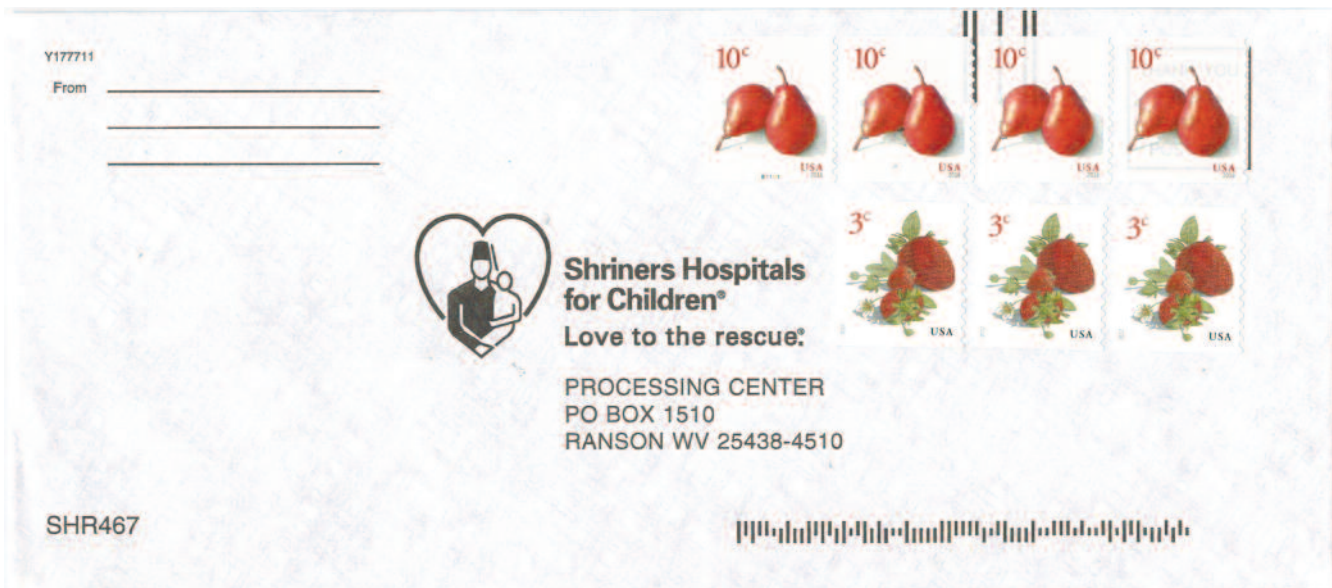 Y177711
From
10c 10c 10c 10c
USA USA USA USA
3c 3c 3c
USA USA USA
Shriners Hospitals
for Children®
Love to the rescue.®
PROCESSING CENTER
PO BOX 1510
RANSON WV 25438-4510
SHR467